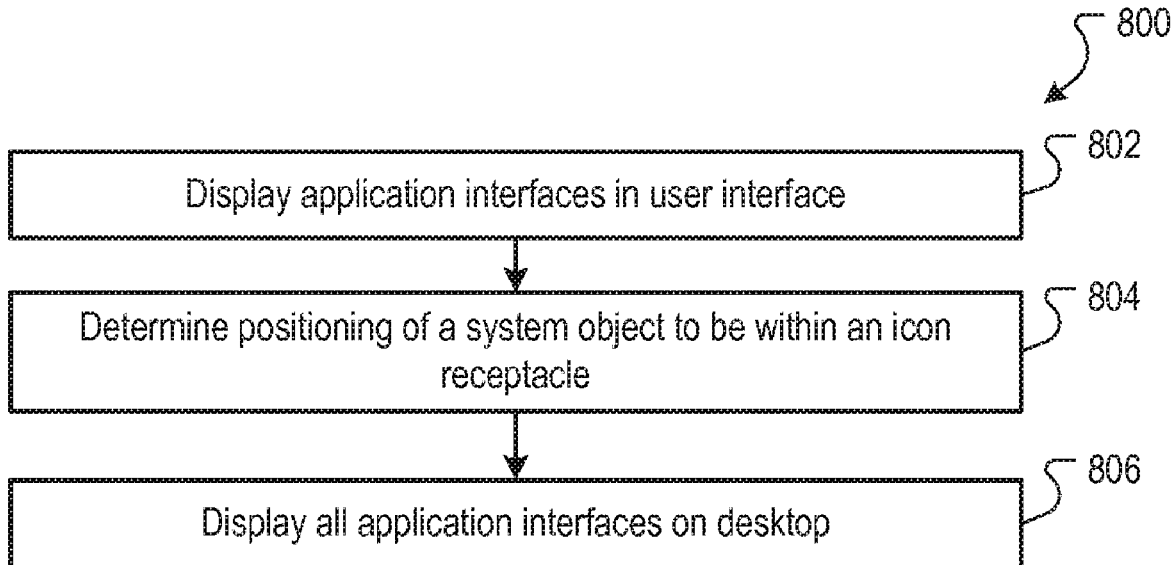 800
802
Display application interfaces in user interface
804
Determine positioning of a system object to be within an icon
receptacle
806
Display all application interfaces on desktop